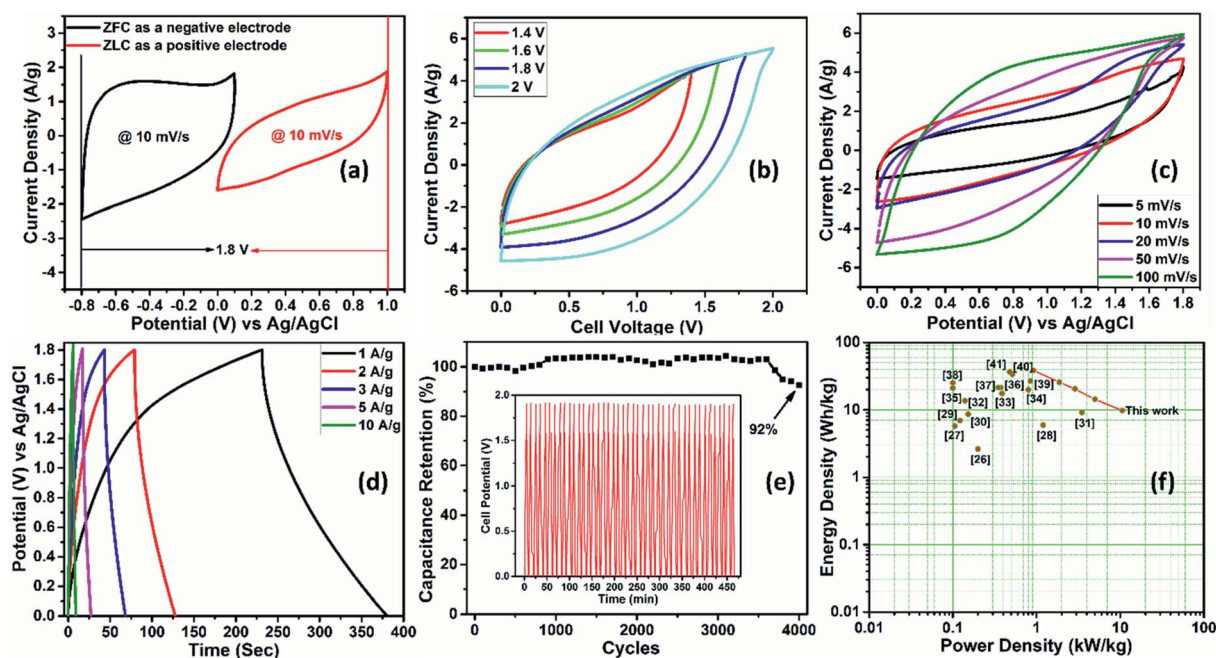 ZFC as a negative electrode
ZLC as a positive electrode
@ 10 mV/s
@ 10 mV/s
(a)
1.8 V
Current Density (A/g)
3
2
1
0
-1
-2
-3
-4
-0.8 -0.6 -0.4 -0.2 0.0 0.2 0.4 0.6 0.8 1.0
Potential (V) vs Ag/AgCl
1.4 V
1.6 V
1.8 V
2 V
(b)
Current Density (A/g)
6
4
2
0
-2
-4
0.0 0.5 1.0 1.5 2.0
Cell Voltage (V)
(c)
5 mV/s
10 mV/s
20 mV/s
50 mV/s
100 mV/s
Current Density (A/g)
6
4
2
0
-2
-4
-6
0.0 0.2 0.4 0.6 0.8 1.0 1.2 1.4 1.6 1.8
Potential (V) vs Ag/AgCl
1 A/g
2 A/g
3 A/g
5 A/g
10 A/g
(d)
Potential (V) vs Ag/AgCl
1.8
1.6
1.4
1.2
1.0
0.8
0.6
0.4
0.2
0.0
0 50 100 150 200 250 300 350 400
Time (Sec)
Capacitance Retention (%)
120
100
80
60
40
20
0
92%
(e)
Cell Potential (V)
2.0
1.5
1.0
0.5
0.0
0 50 100 150 200 250 300 350 400 450
Time (min)
0 1000 2000 3000 4000
Cycles
(f)
Energy Density (Wh/kg)
100
10
1
0.1
0.01
[38]
[35]
[32]
[29]
[27]
[30]
[26]
[41]
[40]
[37]
[36]
[39]
[33]
[34]
[28]
[31]
This work
0.01 0.1 1 10 100
Power Density (kW/kg)